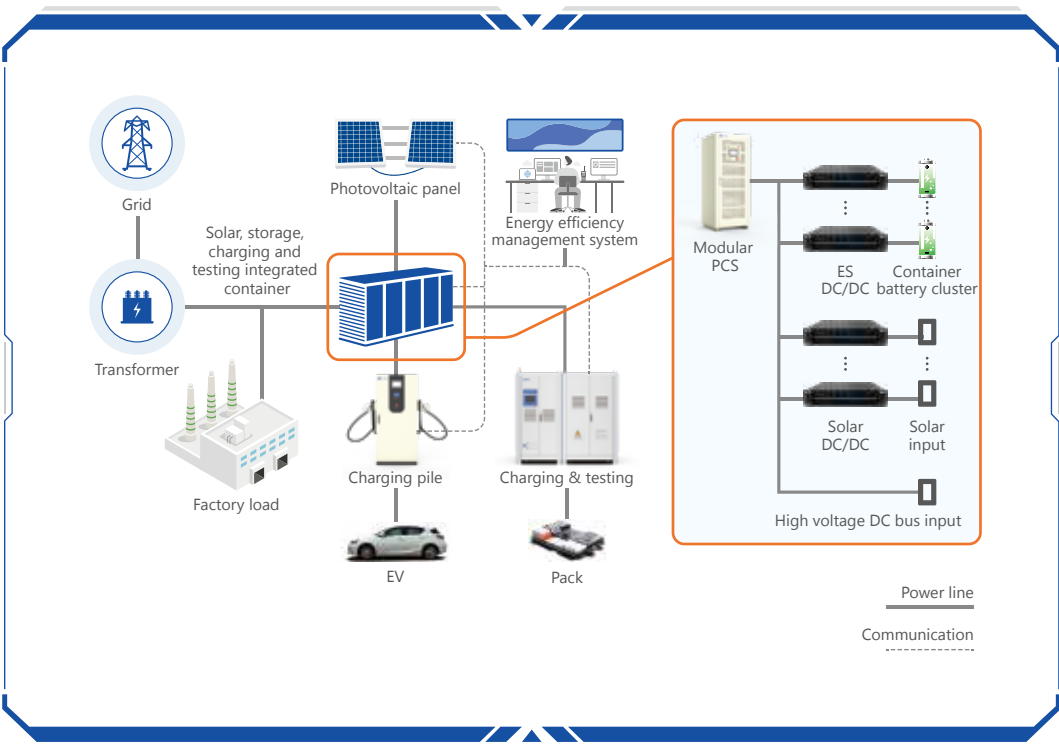 Grid
Photovoltaic panel
Energy efficiency
management system
Solar, storage,
charging and
testing integrated
container
Transformer
Factory load
Charging pile
Charging & testing
EV
Pack
Modular
PCS
ES
DC/DC
Container
battery cluster
Solar
DC/DC
Solar
input
High voltage DC bus input
Power line
Communication